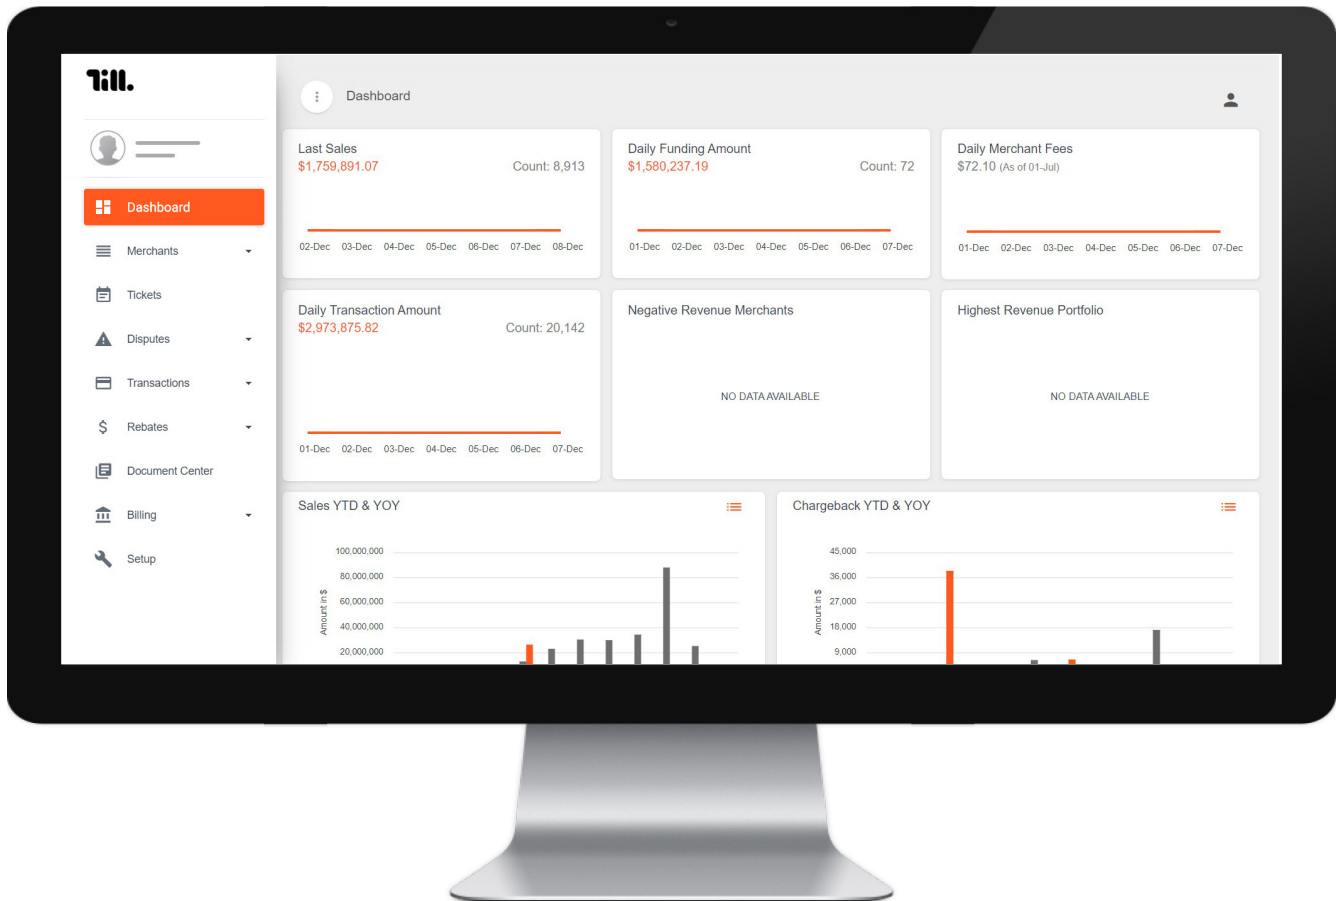 Till.
Dashboard
Merchants
Tickets
Disputes
Transactions
Rebates
Document Center
Billing
Setup
Dashboard
Last Sales
$1,759,891.07 Count: 8,913
02-Dec 03-Dec 04-Dec 05-Dec 06-Dec 07-Dec 08-Dec
Daily Funding Amount
$1,580,237.19 Count: 72
01-Dec 02-Dec 03-Dec 04-Dec 05-Dec 06-Dec 07-Dec
Daily Merchant Fees
$72.10 (As of 01-Jul)
01-Dec 02-Dec 03-Dec 04-Dec 05-Dec 06-Dec 07-Dec
Daily Transaction Amount
$2,973,875.82 Count: 20,142
01-Dec 02-Dec 03-Dec 04-Dec 05-Dec 06-Dec 07-Dec
Negative Revenue Merchants
NO DATA AVAILABLE
Highest Revenue Portfolio
NO DATA AVAILABLE
Sales YTD & YOY
Amount in $
100,000,000
80,000,000
60,000,000
40,000,000
20,000,000
Chargeback YTD & YOY
Amount in $
45,000
36,000
27,000
18,000
9,000